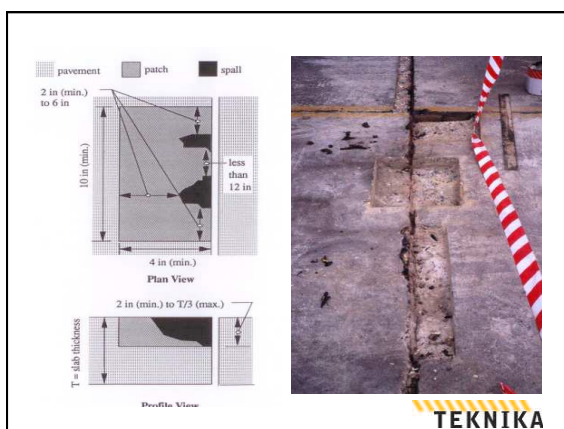 pavement patch spall
2 in (min.)
to 6 in
10 in (min.)
less
than
12 in
4 in (min.)
Plan View
2 in (min.) to T/3 (max.)
T = slab thickness
Profile View
TEKNIKA